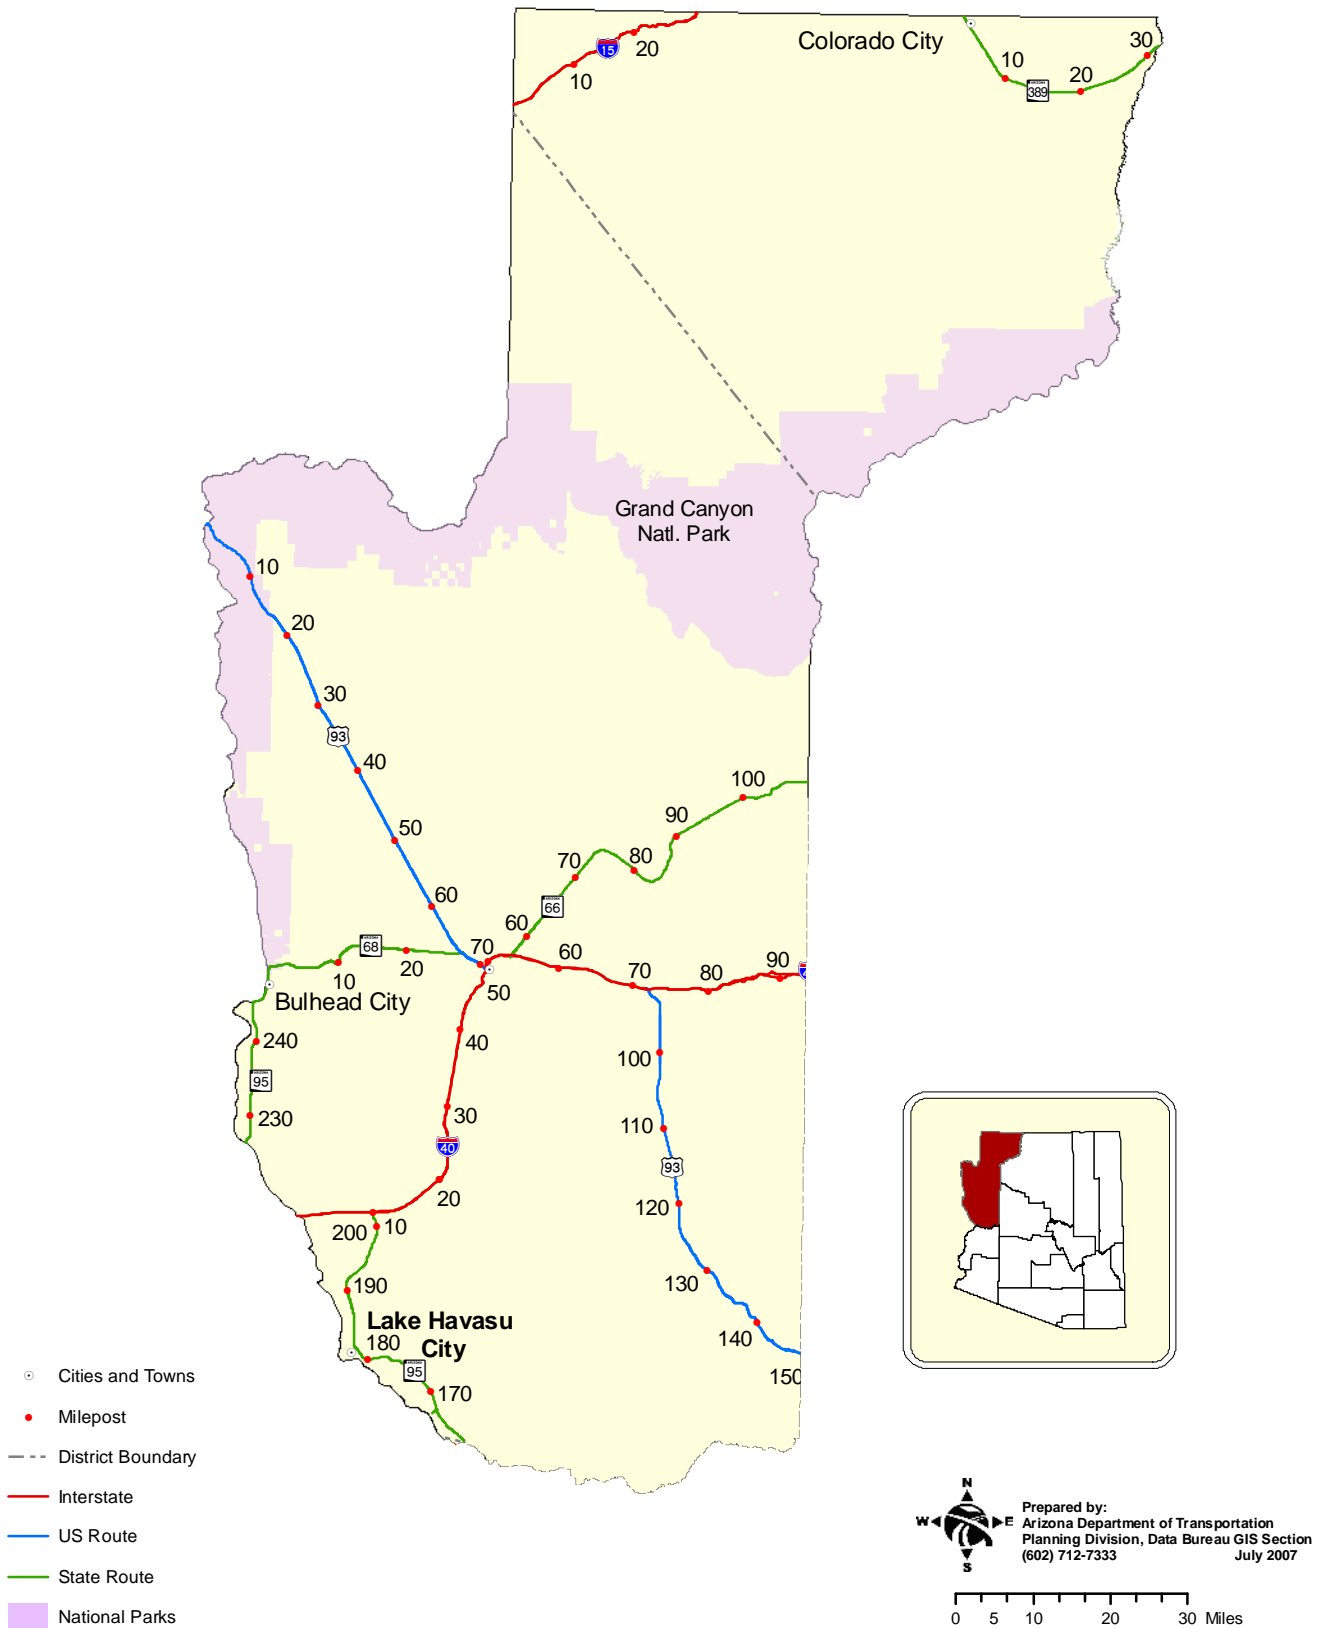 15
20
10
Colorado City
10
389
20
30
Grand Canyon
Natl. Park
10
20
30
93
40
50
60
70
100
90
80
70
66
60
68
10
20
50
60
70
80
90
Bulhead City
240
95
230
40
30
40
20
10
200
190
Lake Havasu
City
180
95
170
100
110
93
120
130
140
150
Cities and Towns
Milepost
District Boundary
Interstate
US Route
State Route
National Parks
N
W
E
S
Prepared by:
Arizona Department of Transportation
Planning Division, Data Bureau GIS Section
(602) 712-7333 July 2007
0 5 10 20 30 Miles